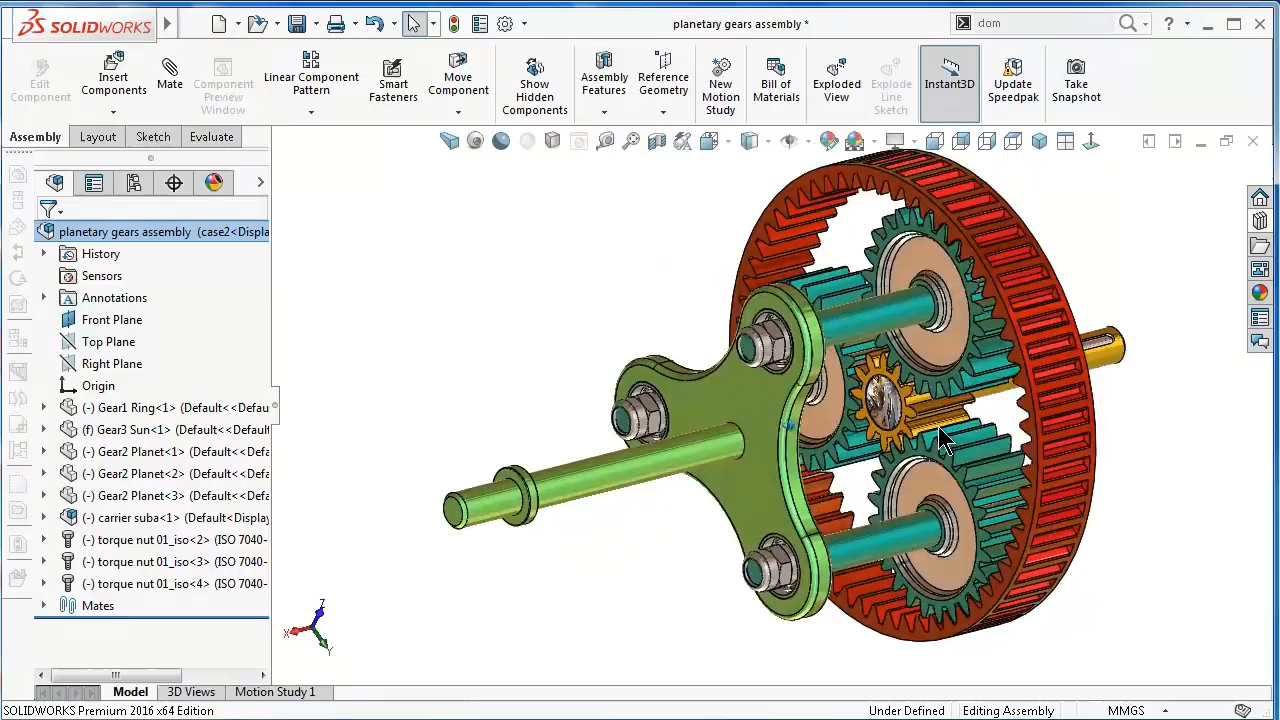 SOLIDWORKS
planetary gears assembly *
dom
?
Edit Component
Insert Components
Mate
Component Preview Window
Linear Component Pattern
Smart Fasteners
Move Component
Show Hidden Components
Assembly Features
Reference Geometry
New Motion Study
Bill of Materials
Exploded View
Explode Line Sketch
Instant3D
Update Speedpak
Take Snapshot
Assembly Layout Sketch Evaluate
planetary gears assembly (case2<Displa
History
Sensors
Annotations
Front Plane
Top Plane
Right Plane
Origin
(-) Gear1 Ring<1> (Default<<Defau
(f) Gear3 Sun<1> (Default<<Default
(-) Gear2 Planet<1> (Default<<Defa
(-) Gear2 Planet<2> (Default<<Defa
(-) Gear2 Planet<3> (Default<<Defa
(-) carrier suba<1> (Default<Display
(-) torque nut 01_iso<2> (ISO 7040-
(-) torque nut 01_iso<3> (ISO 7040-
(-) torque nut 01_iso<4> (ISO 7040-
Mates
Z
X
Y
Model 3D Views Motion Study 1
SOLIDWORKS Premium 2016 x64 Edition Under Defined Editing Assembly MMGS